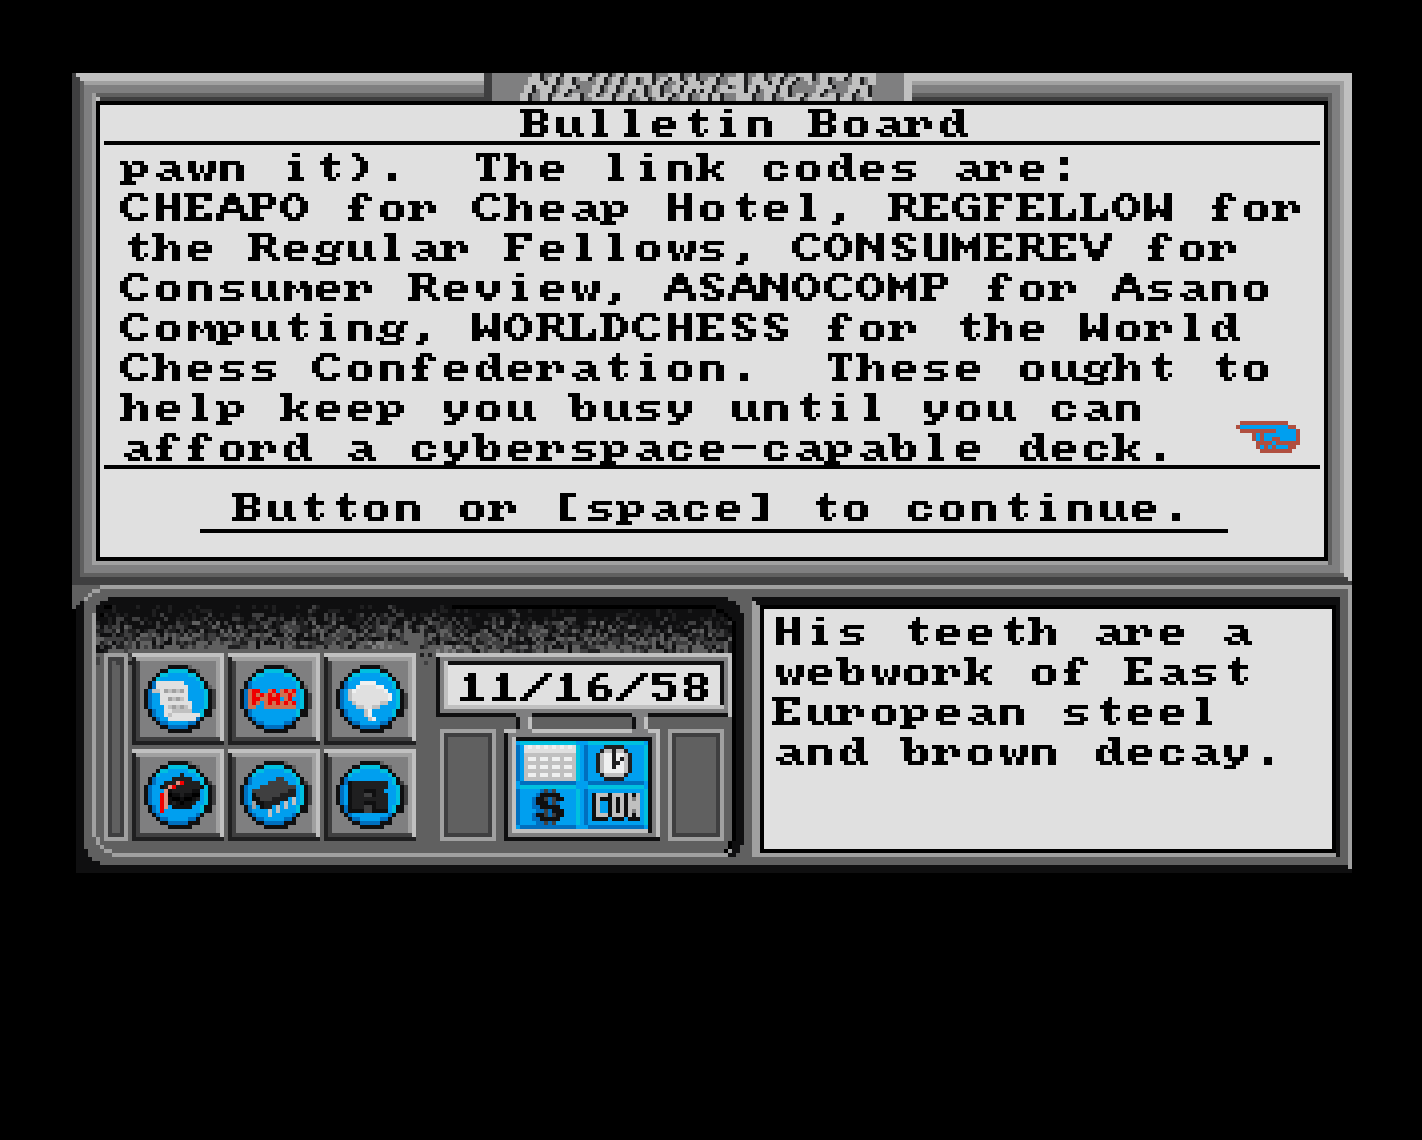 NEUROMANCER
Bulletin Board
pawn it).  The link codes are:
CHEAPO for Cheap Hotel, REGFELLOW for
the Regular Fellows, CONSUMEREV for
Consumer Review, ASANOCOMP for Asano
Computing, WORLDCHESS for the World
Chess Confederation.  These ought to
help keep you busy until you can
afford a cyberspace-capable deck.
Button or [space] to continue.
PAX
11/16/58
$ COM
His teeth are a
webwork of East
European steel
and brown decay.